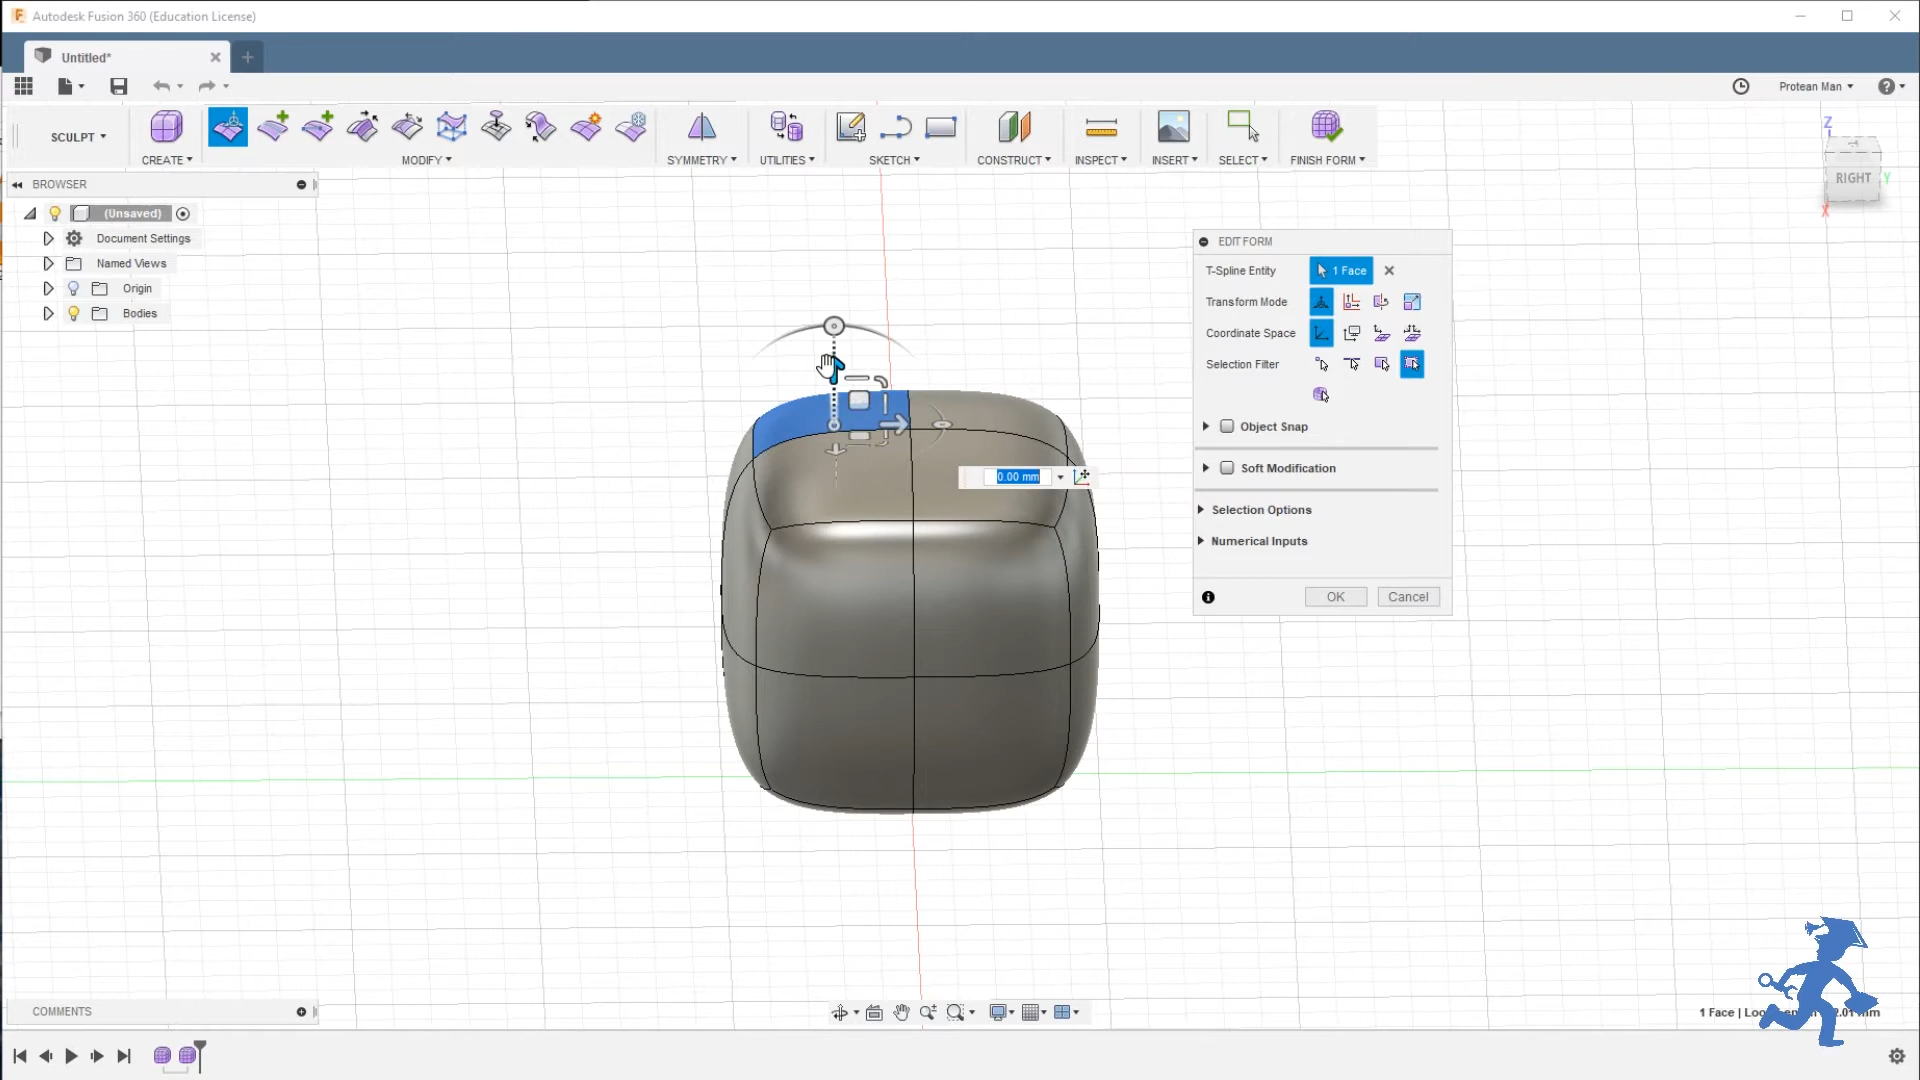 Autodesk Fusion 360 (Education License)
Untitled*
Protean Man
SCULPT
CREATE
MODIFY
SYMMETRY
UTILITIES
SKETCH
CONSTRUCT
INSPECT
INSERT
SELECT
FINISH FORM
BROWSER
(Unsaved)
Document Settings
Named Views
Origin
Bodies
Z
RIGHT
Y
X
EDIT FORM
T-Spline Entity
1 Face
Transform Mode
Coordinate Space
Selection Filter
Object Snap
Soft Modification
Selection Options
Numerical Inputs
OK
Cancel
0.00 mm
COMMENTS
1 Face |